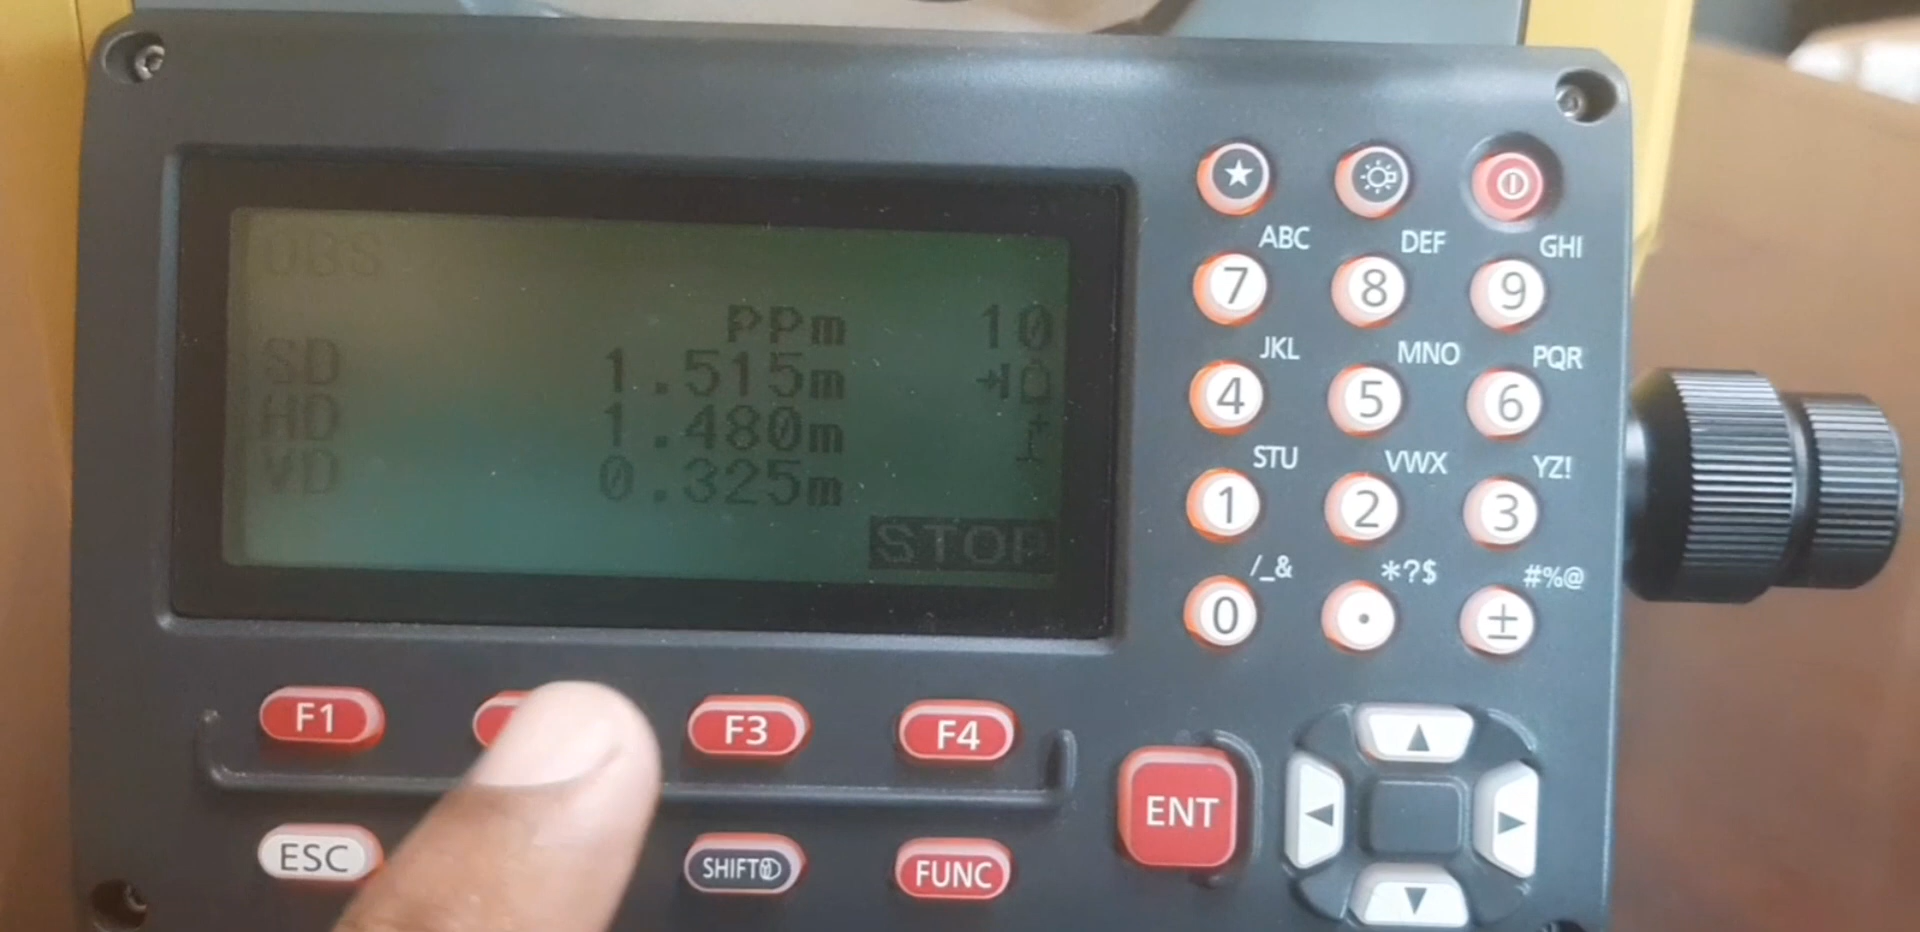 OBS
PPm 10
SD 1.515m
HD 1.480m
VD 0.325m
STOP
ABC DEF GHI
7 8 9
JKL MNO PQR
4 5 6
STU VWX YZ!
1 2 3
/_& *?$ #%@
0 . ±
F1 F3 F4
ENT
ESC SHIFT FUNC